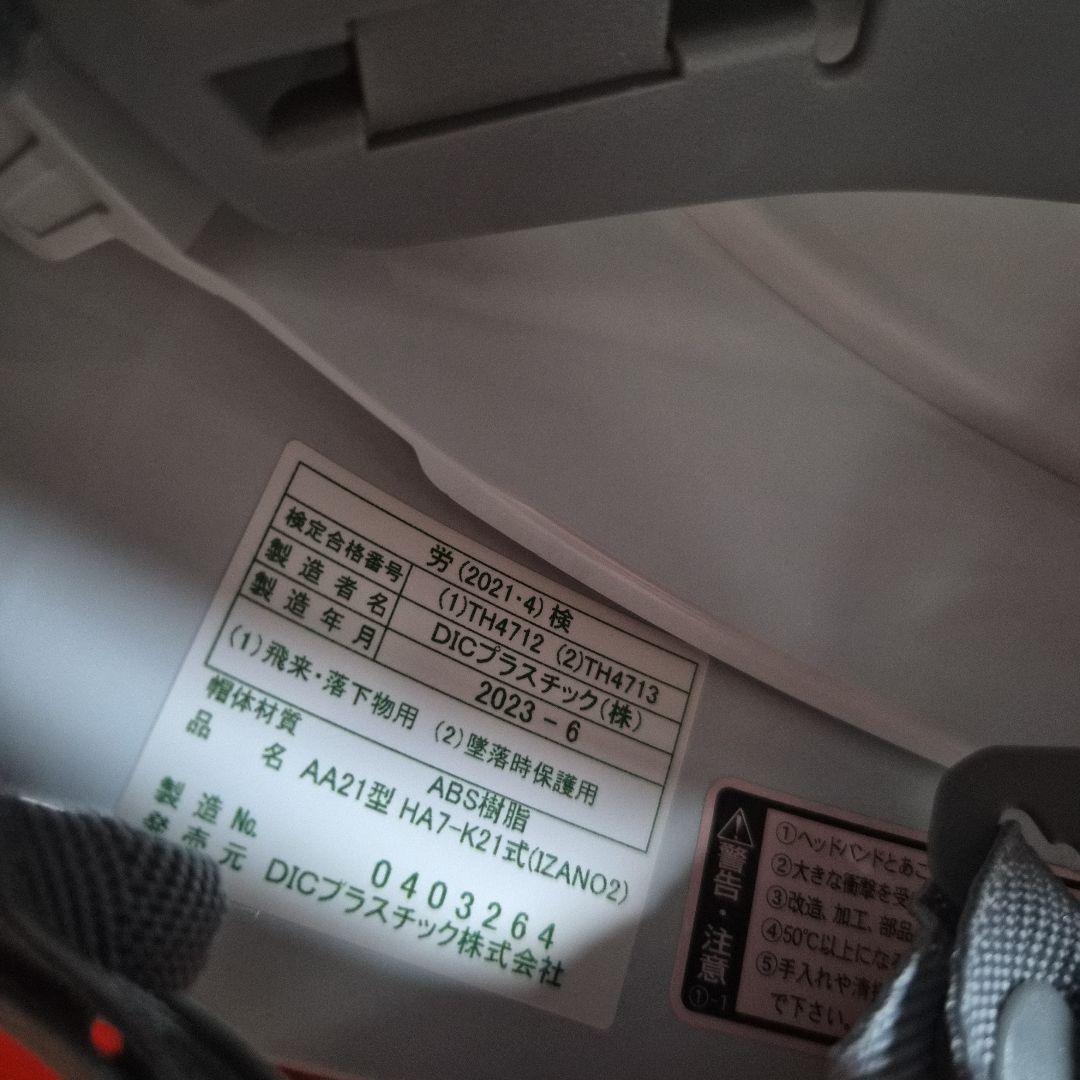 労(2021・4)検
検定合格番号 (1)TH4712 (2)TH4713
製造者名 DICプラスチック(株)
製造年月 2023-6
(1)飛来・落下物用 (2)墜落時保護用
帽体材質 ABS樹脂
品名 AA21型 HA7-K21式(IZANO2)
製造No. 0403264
発売元 DICプラスチック株式会社
警告・注意
①-1
①ヘッドバンドとあご
②大きな衝撃を受
③改造、加工、部品
④50℃以上になる
⑤手入れや清掃
で下さい。